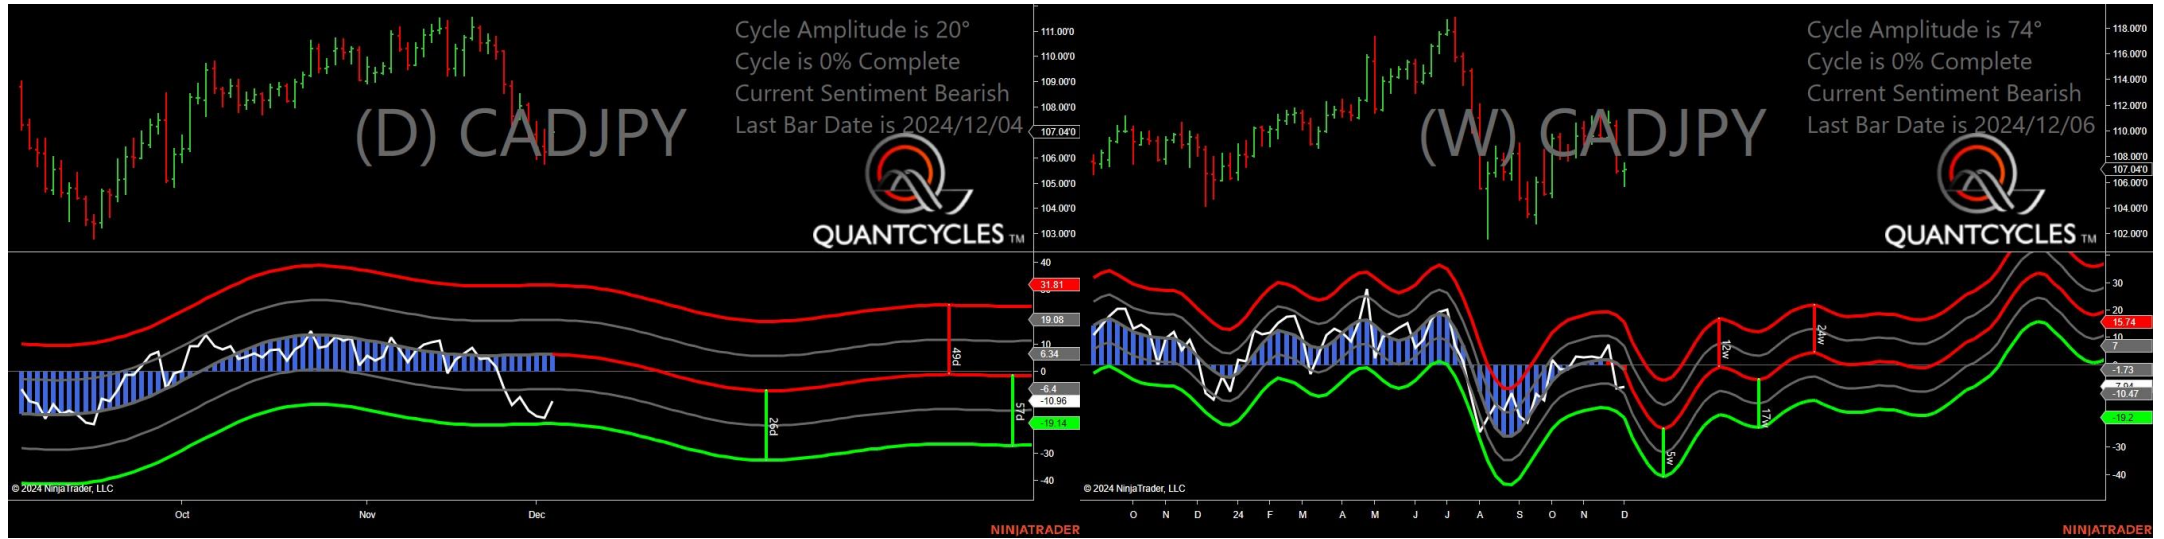 Cycle Amplitude is 20°
Cycle is 0% Complete
Current Sentiment Bearish
Last Bar Date is 2024/12/04
(D) CADJPY
QUANTCYCLES TM
111.00'0
110.00'0
109.00'0
108.00'0
107.04'0
106.00'0
105.00'0
104.00'0
103.00'0
40
31.81
19.08
10
6.34
0
-6.4
-10.96
-19.14
-30
-40
49d
26d
57d
© 2024 NinjaTrader, LLC
Oct
Nov
Dec
NINJATRADER
Cycle Amplitude is 74°
Cycle is 0% Complete
Current Sentiment Bearish
Last Bar Date is 2024/12/06
(W) CADJPY
QUANTCYCLES TM
118.00'0
116.00'0
114.00'0
112.00'0
110.00'0
108.00'0
107.04'0
106.00'0
104.00'0
102.00'0
30
20
15.74
7
-1.73
-10.47
-19.2
-30
-40
12w
24w
5w
© 2024 NinjaTrader, LLC
O N D 24 F M A M J J A S O N D
NINJATRADER